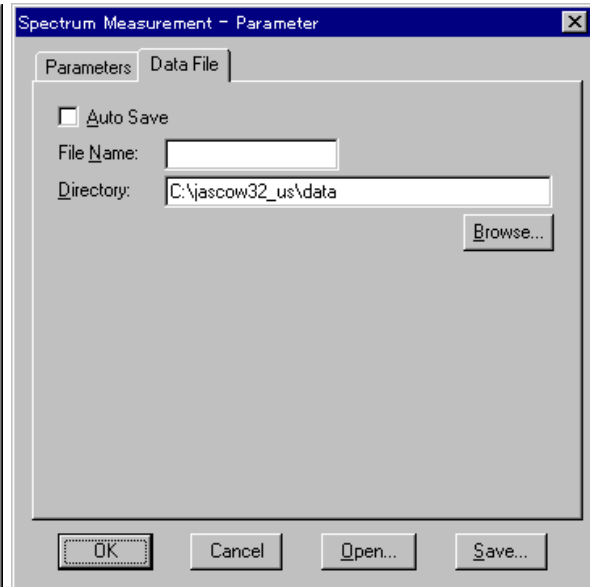 Spectrum Measurement - Parameter
Parameters Data File
Auto Save
File Name:
Directory: C:\jascow32_us\data
Browse...
OK Cancel Open... Save...